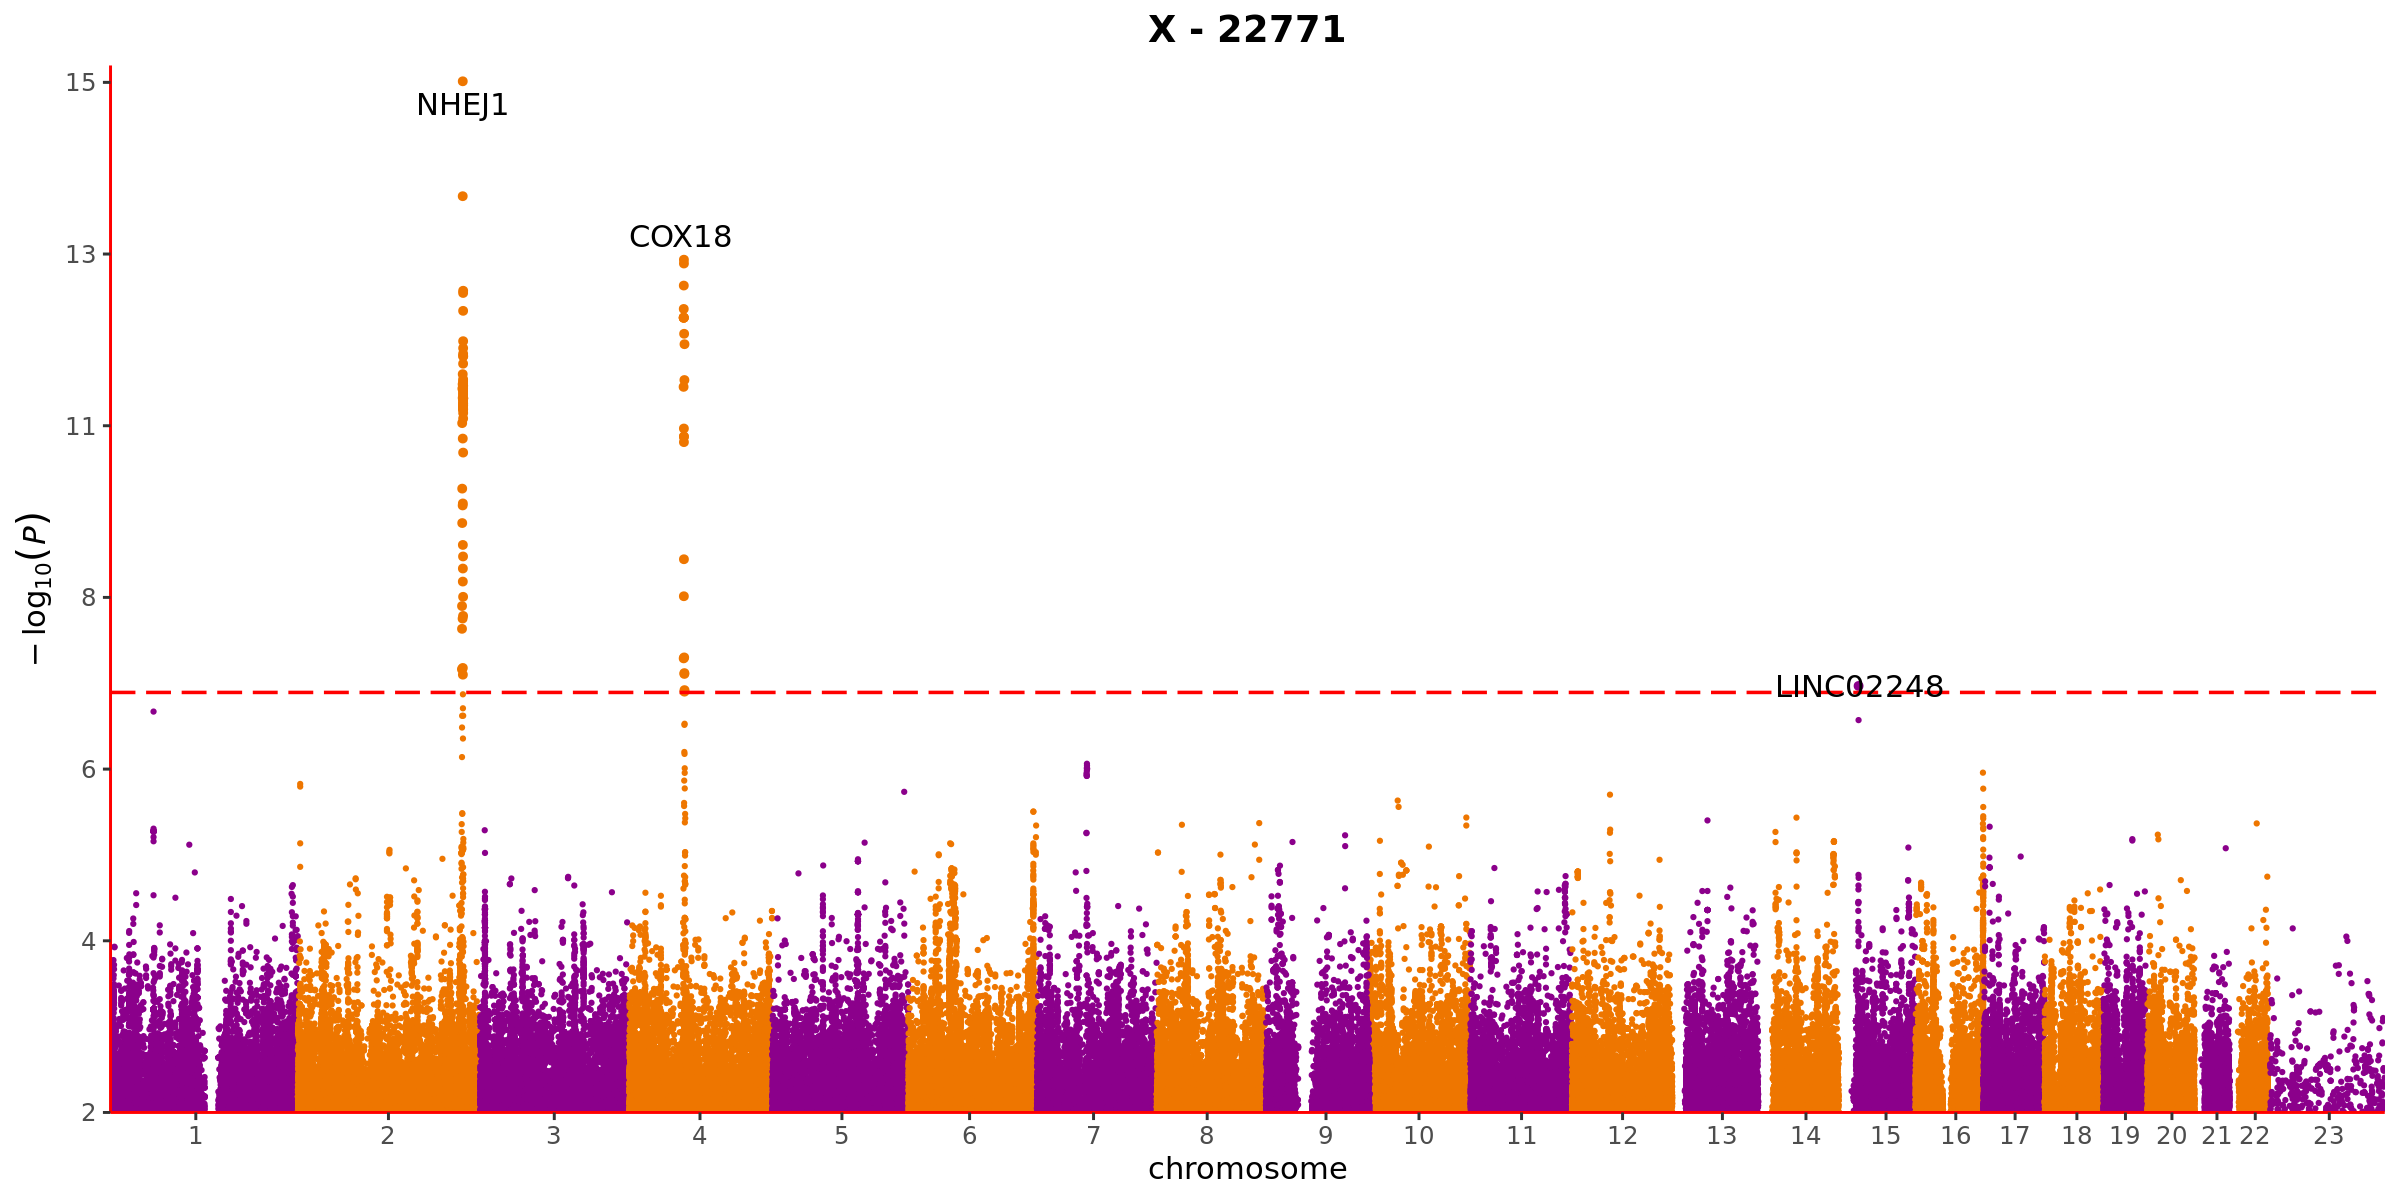 X - 22771
15
NHEJ1
13
COX18
11
− log10(P)
8
LINC02248
6
4
2
1 2 3 4 5 6 7 8 9 10 11 12 13 14 15 16 17 18 19 20 21 22 23
chromosome